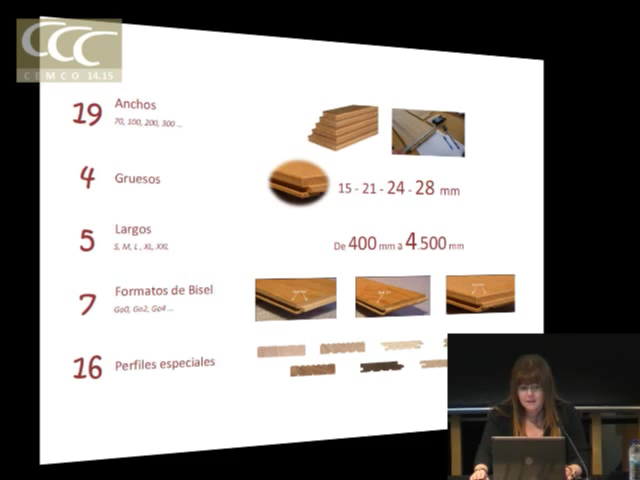 CCC
CEMCO 14.15
19 Anchos
70, 100, 200, 300 ...
4 Gruesos
15 - 21 - 24 - 28 mm
5 Largos
S, M, L, XL, XXL
De 400 mm a 4.500 mm
7 Formatos de Bisel
Go0, Go2, Go4 ...
16 Perfiles especiales